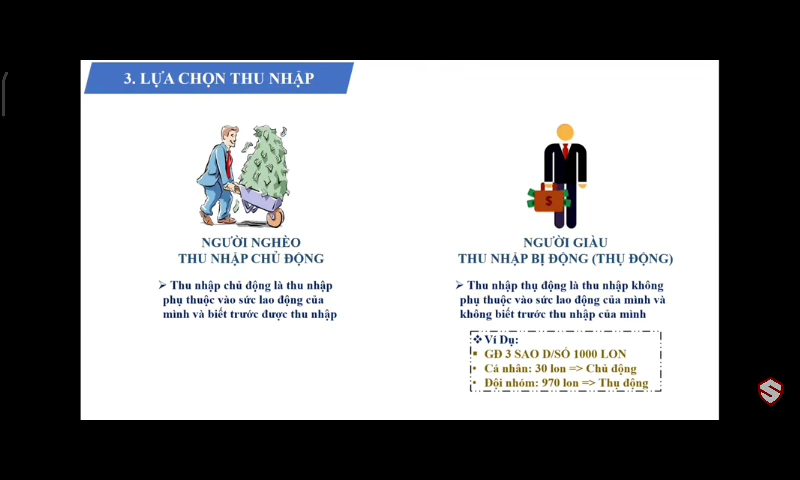 3. LỰA CHỌN THU NHẬP
NGƯỜI NGHÈO
THU NHẬP CHỦ ĐỘNG
➢ Thu nhập chủ động là thu nhập
phụ thuộc vào sức lao động của
mình và biết trước được thu nhập
$
NGƯỜI GIÀU
THU NHẬP BỊ ĐỘNG (THỤ ĐỘNG)
➢ Thu nhập thụ động là thu nhập không
phụ thuộc vào sức lao động của mình và
không biết trước thu nhập của mình
❖ Ví Dụ:
▪ GĐ 3 SAO D/SỐ 1000 LON
• Cá nhân: 30 lon => Chủ động
• Đội nhóm: 970 lon => Thụ động
S